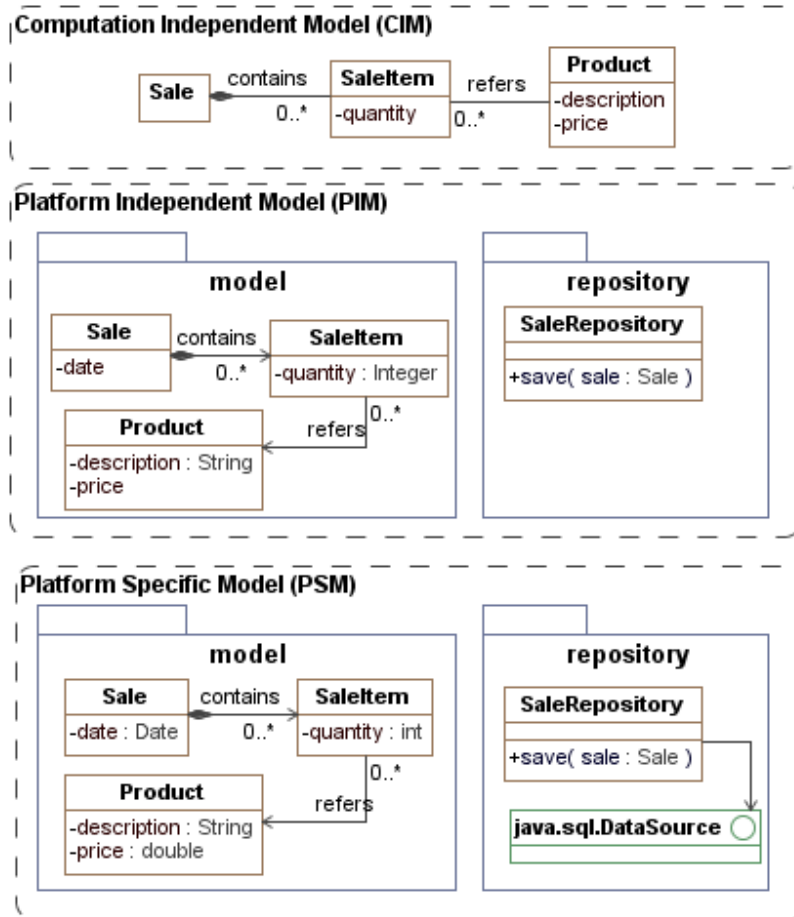 Computation Independent Model (CIM)
Sale
contains
0..*
SaleItem
-quantity
refers
0..*
Product
-description
-price
Platform Independent Model (PIM)
model
Sale
-date
contains
0..*
SaleItem
-quantity : Integer
0..*
refers
Product
-description : String
-price
repository
SaleRepository
+save( sale : Sale )
Platform Specific Model (PSM)
model
Sale
-date : Date
contains
0..*
SaleItem
-quantity : int
0..*
refers
Product
-description : String
-price : double
repository
SaleRepository
+save( sale : Sale )
java.sql.DataSource